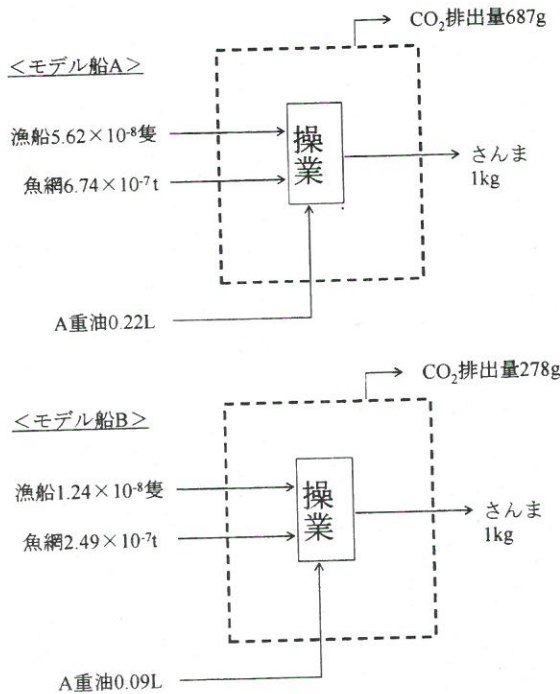 CO₂排出量687g
<モデル船A>
漁船5.62×10⁻⁸隻
操業
さんま
1kg
魚網6.74×10⁻⁷t
A重油0.22L
CO₂排出量278g
<モデル船B>
漁船1.24×10⁻⁸隻
操業
さんま
1kg
魚網2.49×10⁻⁷t
A重油0.09L